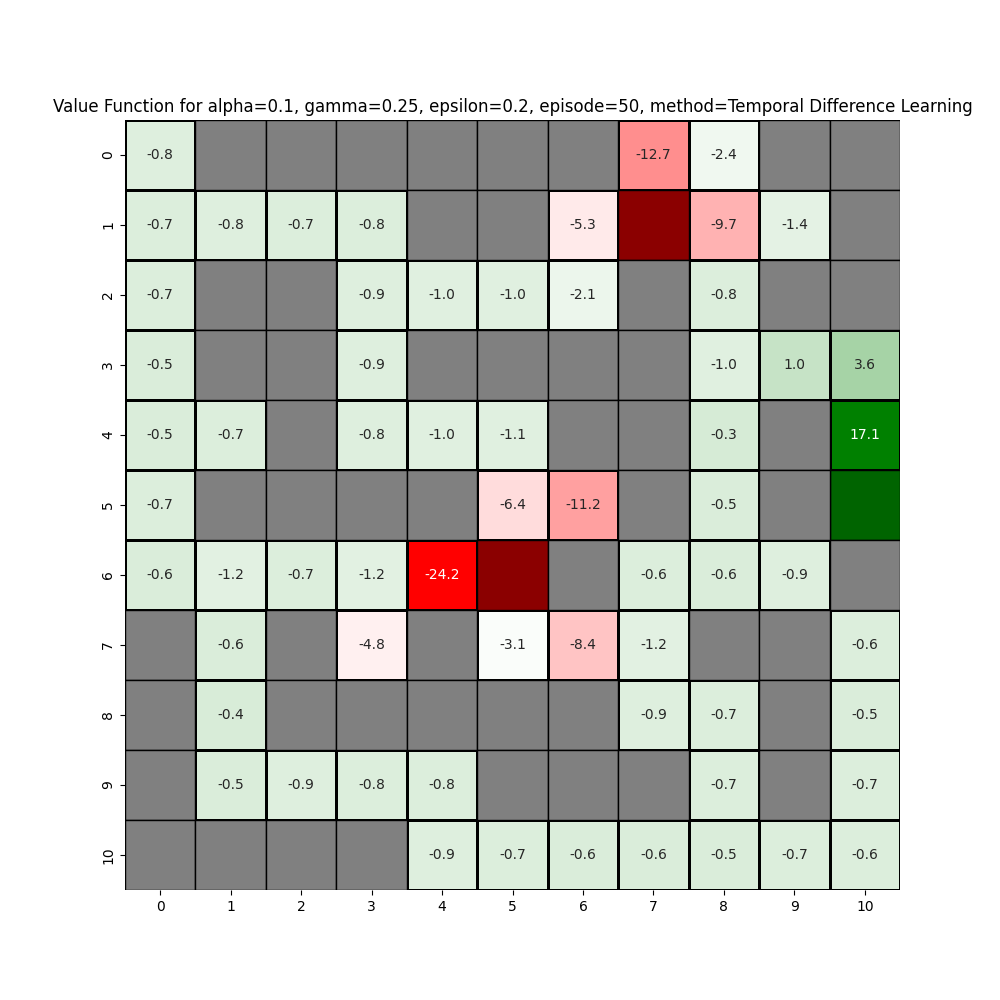 Value Function for alpha=0.1, gamma=0.25, epsilon=0.2, episode=50, method=Temporal Difference Learning
0 -0.8 -12.7 -2.4
1 -0.7 -0.8 -0.7 -0.8 -5.3 -9.7 -1.4
2 -0.7 -0.9 -1.0 -1.0 -2.1 -0.8
3 -0.5 -0.9 -1.0 1.0 3.6
4 -0.5 -0.7 -0.8 -1.0 -1.1 -0.3 17.1
5 -0.7 -6.4 -11.2 -0.5
6 -0.6 -1.2 -0.7 -1.2 -24.2 -0.6 -0.6 -0.9
7 -0.6 -4.8 -3.1 -8.4 -1.2 -0.6
8 -0.4 -0.9 -0.7 -0.5
9 -0.5 -0.9 -0.8 -0.8 -0.7 -0.7
10 -0.9 -0.7 -0.6 -0.6 -0.5 -0.7 -0.6
0 1 2 3 4 5 6 7 8 9 10